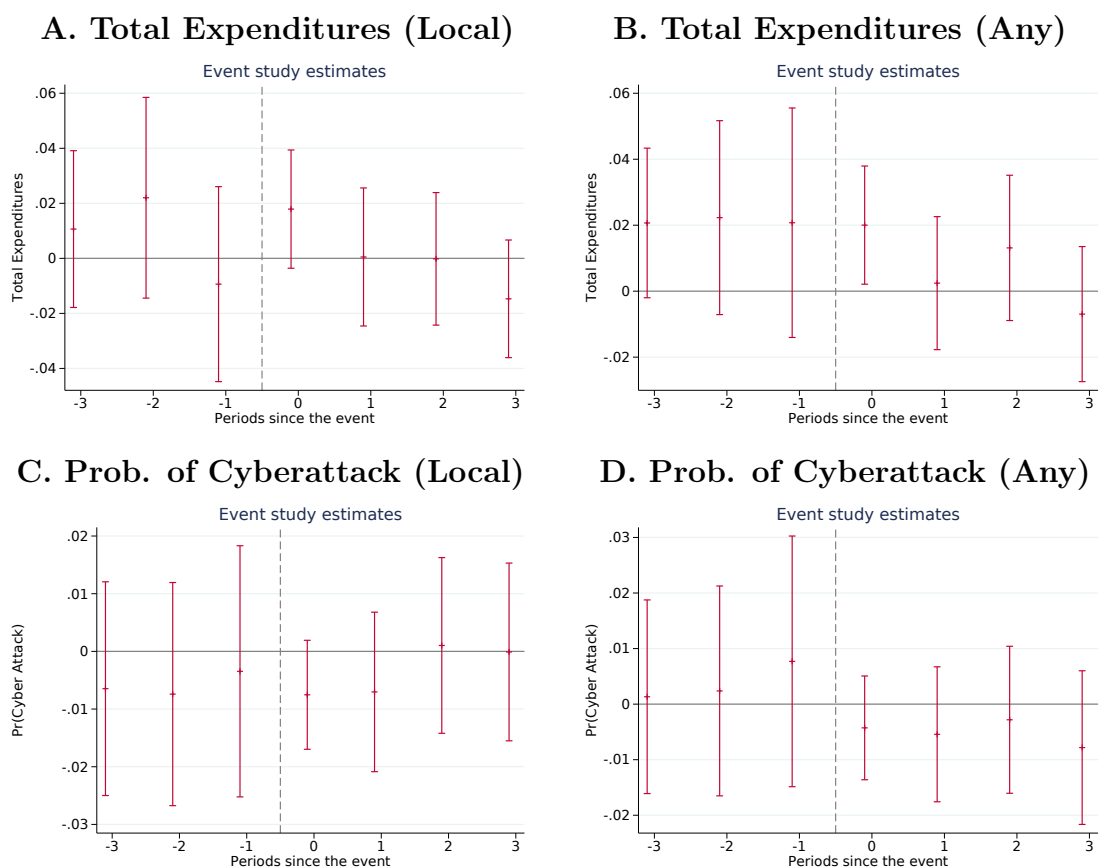 A. Total Expenditures (Local)
Event study estimates
Total Expenditures
.06
.04
.02
0
-.02
-.04
-3 -2 -1 0 1 2 3
Periods since the event
B. Total Expenditures (Any)
Event study estimates
Total Expenditures
.06
.04
.02
0
-.02
-3 -2 -1 0 1 2 3
Periods since the event
C. Prob. of Cyberattack (Local)
Event study estimates
Pr(Cyber Attack)
.02
.01
0
-.01
-.02
-.03
-3 -2 -1 0 1 2 3
Periods since the event
D. Prob. of Cyberattack (Any)
Event study estimates
Pr(Cyber Attack)
.03
.02
.01
0
-.01
-.02
-3 -2 -1 0 1 2 3
Periods since the event